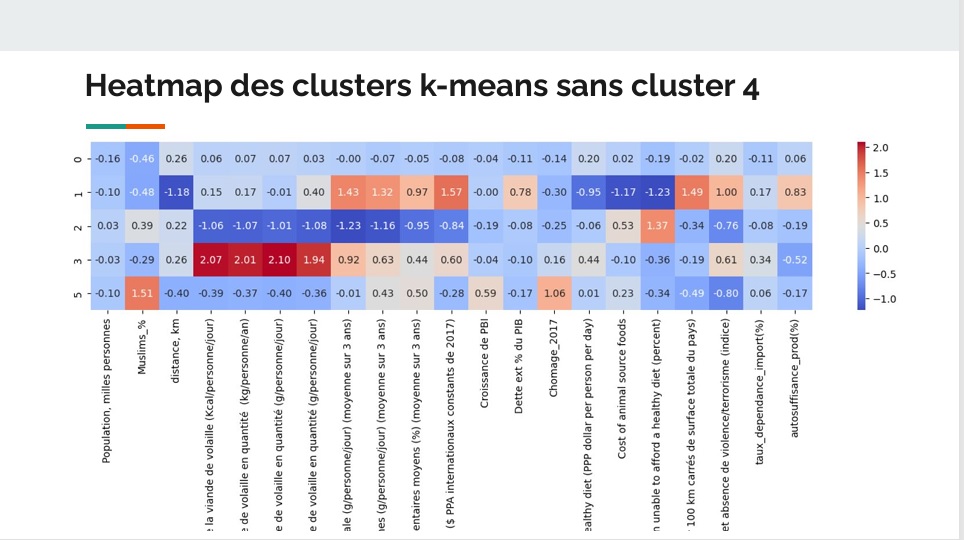 Heatmap des clusters k-means sans cluster 4
0 -0.16 -0.46 0.26 0.06 0.07 0.07 0.03 -0.00 -0.07 -0.05 -0.08 -0.04 -0.11 -0.14 0.20 0.02 -0.19 -0.02 0.20 -0.11 0.06
1 -0.10 -0.48 -1.18 0.15 0.17 -0.01 0.40 1.43 1.32 0.97 1.57 -0.00 0.78 -0.30 -0.95 -1.17 -1.23 1.49 1.00 0.17 0.83
2 0.03 0.39 0.22 -1.06 -1.07 -1.01 -1.08 -1.23 -1.16 -0.95 -0.84 -0.19 -0.08 -0.25 -0.06 0.53 1.37 -0.34 -0.76 -0.08 -0.19
3 -0.03 -0.29 0.26 2.07 2.01 2.10 1.94 0.92 0.63 0.44 0.60 -0.04 -0.10 0.16 0.44 -0.10 -0.36 -0.19 0.61 0.34 -0.52
5 -0.10 1.51 -0.40 -0.39 -0.37 -0.40 -0.36 -0.01 0.43 0.50 -0.28 0.59 -0.17 1.06 0.01 0.23 -0.34 -0.49 -0.80 0.06 -0.17
2.0
1.5
1.0
0.5
0.0
−0.5
−1.0
Population, milles personnes
Muslims_%
distance, km
la viande de volaille (Kcal/personne/jour)
de volaille en quantité (kg/personne/an)
de volaille en quantité (g/personne/jour)
de volaille en quantité (g/personne/jour)
(g/personne/jour) (moyenne sur 3 ans)
(g/personne/jour) (moyenne sur 3 ans)
entaires moyens (%) (moyenne sur 3 ans)
($ PPA internationaux constants de 2017)
Croissance de PBI
Dette ext % du PIB
Chomage_2017
ealthy diet (PPP dollar per person per day)
Cost of animal source foods
unable to afford a healthy diet (percent)
100 km carrés de surface totale du pays)
et absence de violence/terrorisme (indice)
taux_dependance_import(%)
autosuffisance_prod(%)